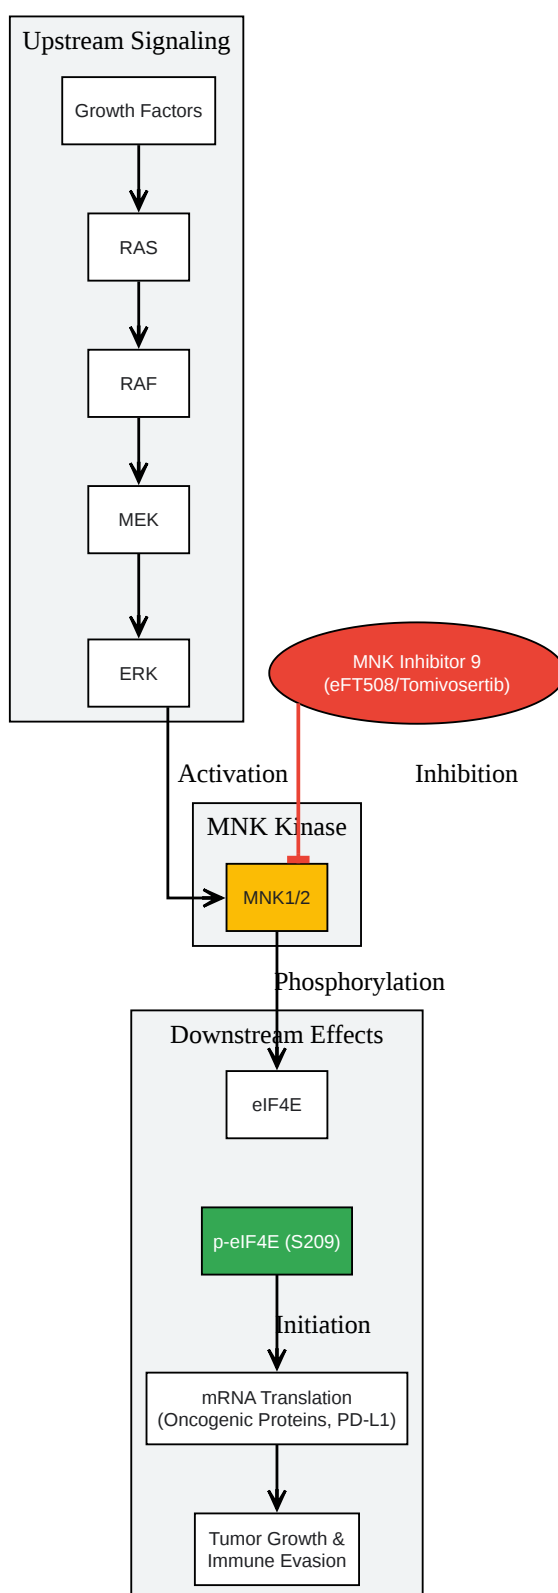 Upstream Signaling
Growth Factors
RAS
RAF
MEK
ERK
MNK Inhibitor 9
(eFT508/Tomivosertib)
Activation
Inhibition
MNK Kinase
MNK1/2
Phosphorylation
Downstream Effects
eIF4E
p-eIF4E (S209)
Initiation
mRNA Translation
(Oncogenic Proteins, PD-L1)
Tumor Growth &
Immune Evasion